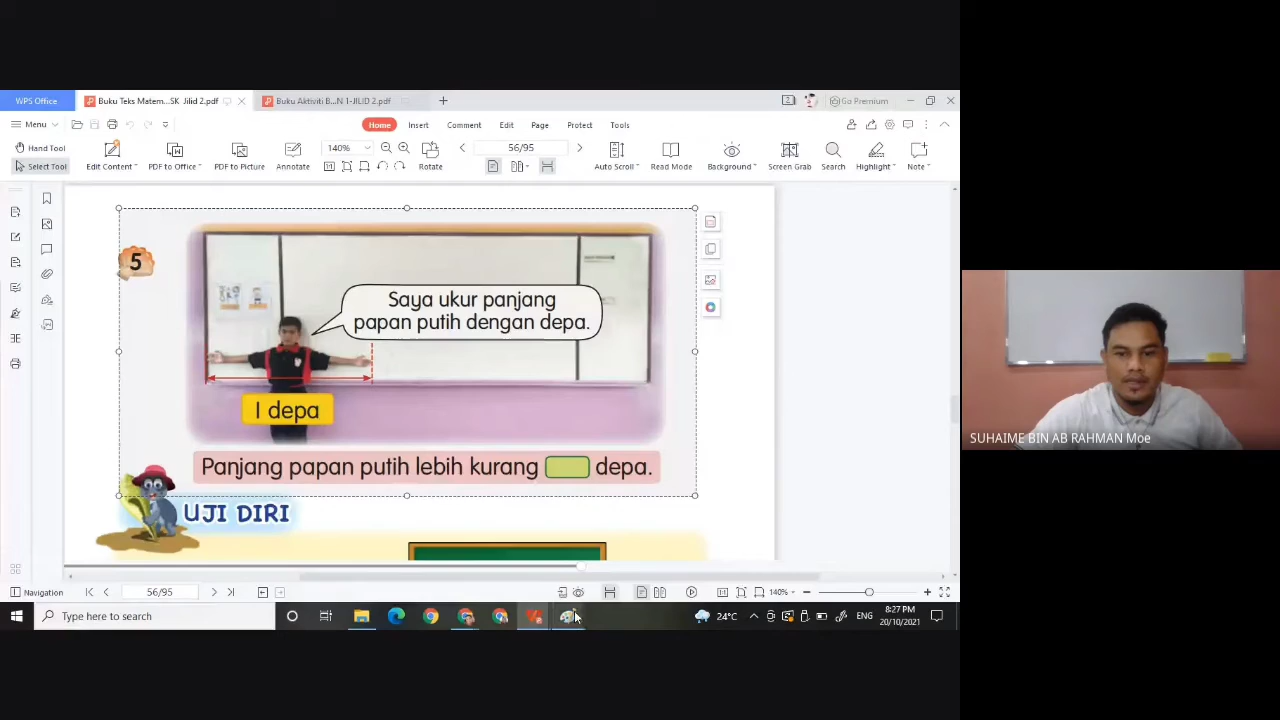 WPS Office
Buku Teks Matem...SK Jilid 2.pdf
Buku Aktiviti B...N 1-JILID 2.pdf
Go Premium
Menu
Home
Insert
Comment
Edit
Page
Protect
Tools
Hand Tool
Select Tool
Edit Content
PDF to Office
PDF to Picture
Annotate
140%
Rotate
56/95
Auto Scroll
Read Mode
Background
Screen Grab
Search
Highlight
Note
5
Saya ukur panjang
papan putih dengan depa.
1 depa
Panjang papan putih lebih kurang depa.
UJI DIRI
SUHAIME BIN AB RAHMAN Moe
Navigation
56/95
140%
Type here to search
24°C
ENG
8:27 PM
20/10/2021